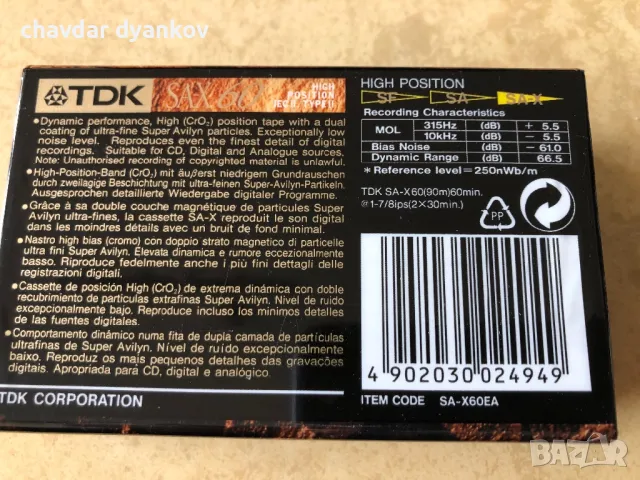 chavdar dyankov
TDK SA-X 60 HIGH
POSITION
IEC II · TYPE II
•Dynamic performance, High (CrO₂) position tape with a dual
coating of ultra-fine Super Avilyn particles. Exceptionally low
noise level. Reproduces even the finest detail of digital
recordings. Suitable for CD, Digital and Analogue sources.
Note: Unauthorised recording of copyrighted material is unlawful.
•High-Position-Band (CrO₂) mit äußerst niedrigem Grundrauschen
durch zweilagige Beschichtung mit ultra-feinen Super-Avilyn-Partikeln.
Ausgesprochen detaillierte Wiedergabe digitaler Programme.
•Grâce à sa double couche magnétique de particules Super
Avilyn ultra-fines, la cassette SA-X reproduit le son digital
dans les moindres détails avec un bruit de fond minimal.
•Nastro high bias (cromo) con doppio strato magnetico di particelle
ultra fini Super Avilyn. Elevata dinamica e rumore eccezionalmente
basso. Riproduce fedelmente anche i più fini dettagli delle
registrazioni digitali.
•Cassette de posición High (CrO₂) de extrema dinámica con doble
recubrimiento de partículas extrafinas Super Avilyn. Nivel de ruido
excepcionalmente bajo. Reproduce incluso los mínimos detalles
de las fuentes digitales.
•Comportamento dinâmico numa fita de dupla camada de partículas
ultrafinas de Super Avilyn. Nível de ruído excepcionalmente
baixo. Reproduz os mais pequenos detalhes das gravações
digitais. Apropriada para CD, digital e analógico.
TDK CORPORATION
HIGH POSITION
SF SA SA-X
Recording Characteristics
MOL 315Hz (dB) + 5.5
10kHz (dB) − 5.5
Bias Noise (dB) − 61.0
Dynamic Range (dB) 66.5
* Reference level=250nWb/m
TDK SA-X60(90m)60min.
@1-7/8ips(2×30min.)
PP
4 902030 024949
ITEM CODE SA-X60EA
BAZAR